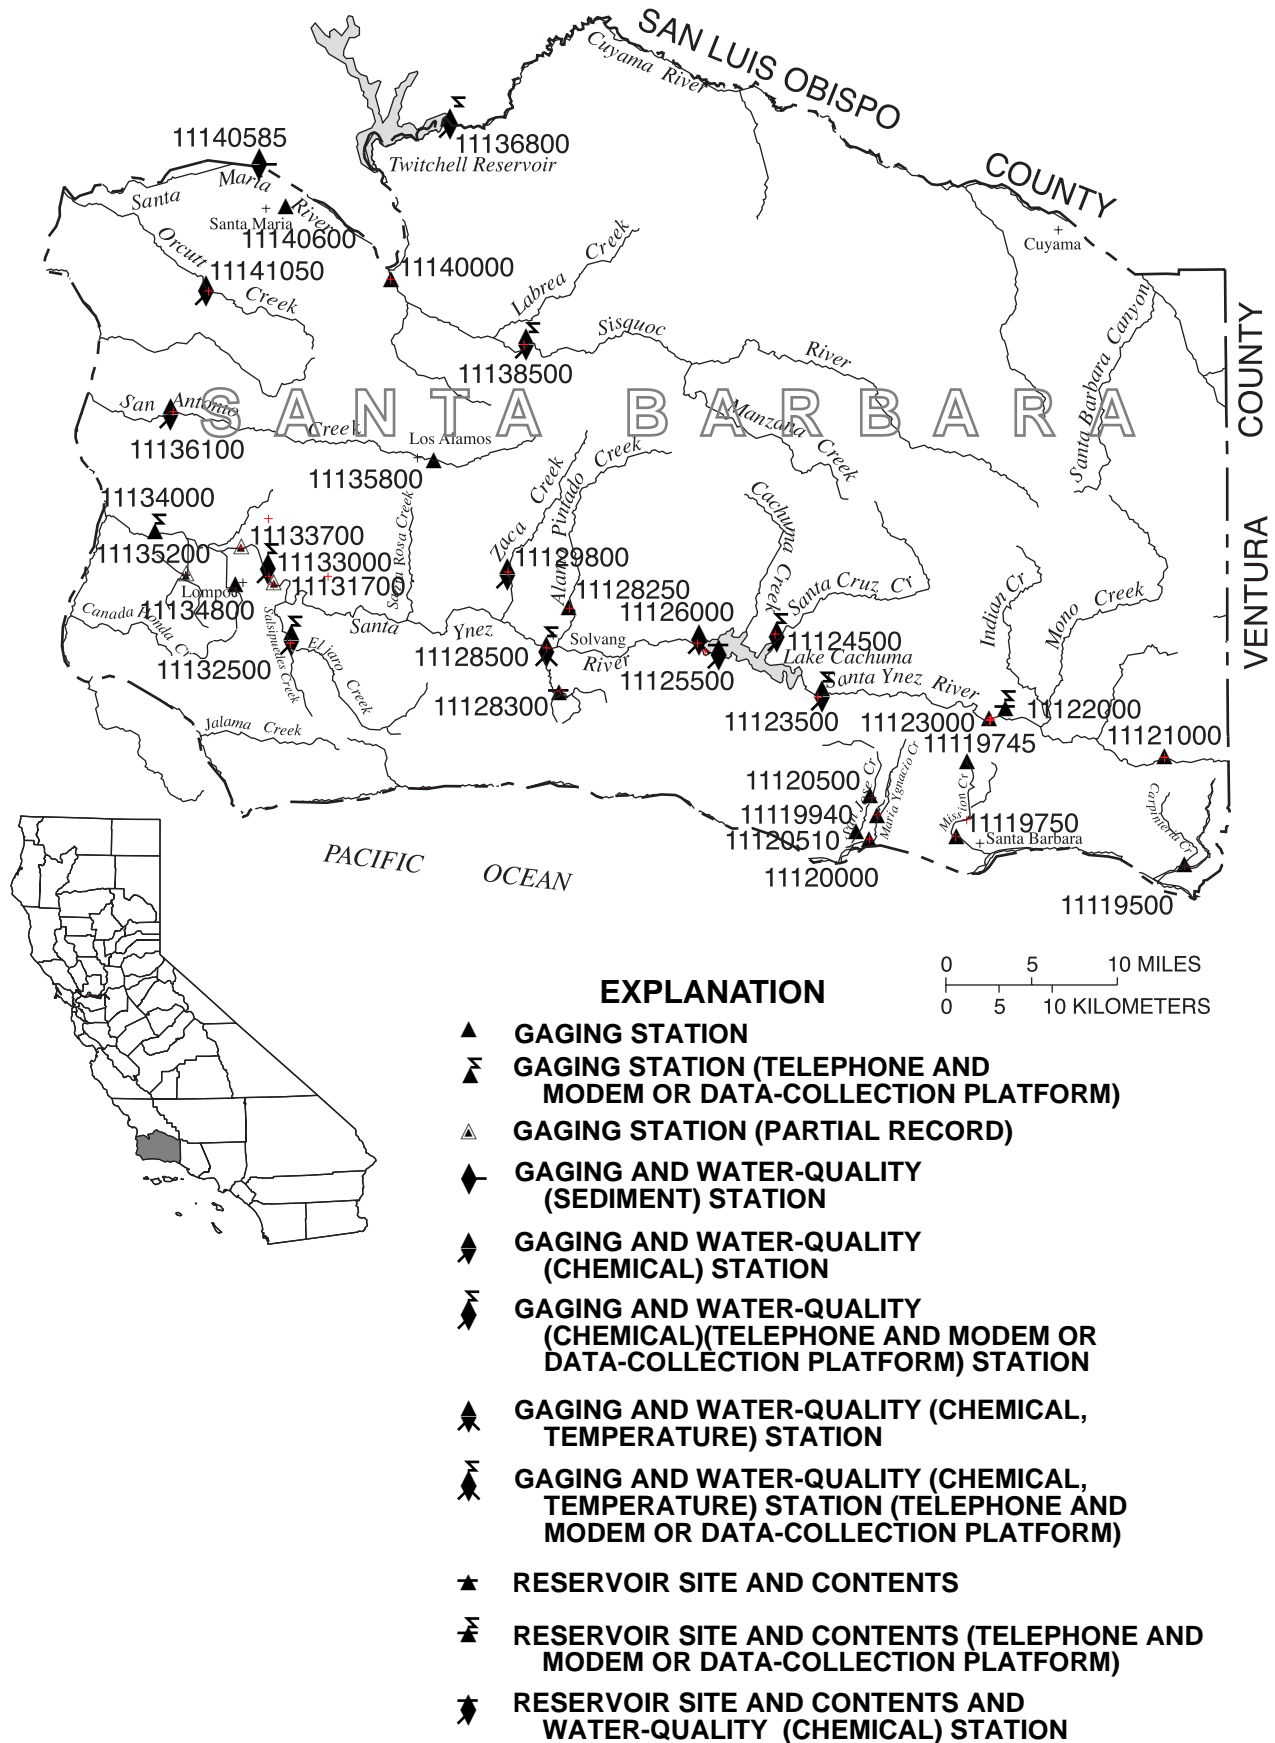 SAN LUIS OBISPO
COUNTY
Cuyama River
11136800
Twitchell Reservoir
11140585
Santa Maria River
Santa Maria
11140600
Cuyama
Orcutt Creek
11141050
11140000
Labrea Creek
Sisquoc River
11138500
Santa Barbara Canyon
COUNTY
VENTURA
SANTA BARBARA
San Antonio Creek
11136100
Manzana Creek
Los Alamos
11135800
11134000
11135200
11133700
11133000
11131700
Lompoc
11134800
Santa Rosa Creek
Zaca Creek
Alamo Pintado Creek
11129800
11128250
Cachuma Creek
Santa Cruz Cr
Indian Cr
Mono Creek
11126000
11124500
Canada Honda Cr
Salsipuedes Creek
El Jaro Creek
11132500
Santa Ynez River
Solvang
11128500
11125500
Lake Cachuma
11128300
11123500
Santa Ynez River
11123000
11122000
11119745
11121000
Jalama Creek
11120500
11119940
11120510
11120000
San Jose Cr
Maria Ygnacio Cr
Mission Cr
11119750
Santa Barbara
Carpinteria Cr
11119500
PACIFIC OCEAN
0 5 10 MILES
0 5 10 KILOMETERS
EXPLANATION
GAGING STATION
GAGING STATION (TELEPHONE AND
MODEM OR DATA-COLLECTION PLATFORM)
GAGING STATION (PARTIAL RECORD)
GAGING AND WATER-QUALITY
(SEDIMENT) STATION
GAGING AND WATER-QUALITY
(CHEMICAL) STATION
GAGING AND WATER-QUALITY
(CHEMICAL)(TELEPHONE AND MODEM OR
DATA-COLLECTION PLATFORM) STATION
GAGING AND WATER-QUALITY (CHEMICAL,
TEMPERATURE) STATION
GAGING AND WATER-QUALITY (CHEMICAL,
TEMPERATURE) STATION (TELEPHONE AND
MODEM OR DATA-COLLECTION PLATFORM)
RESERVOIR SITE AND CONTENTS
RESERVOIR SITE AND CONTENTS (TELEPHONE AND
MODEM OR DATA-COLLECTION PLATFORM)
RESERVOIR SITE AND CONTENTS AND
WATER-QUALITY (CHEMICAL) STATION